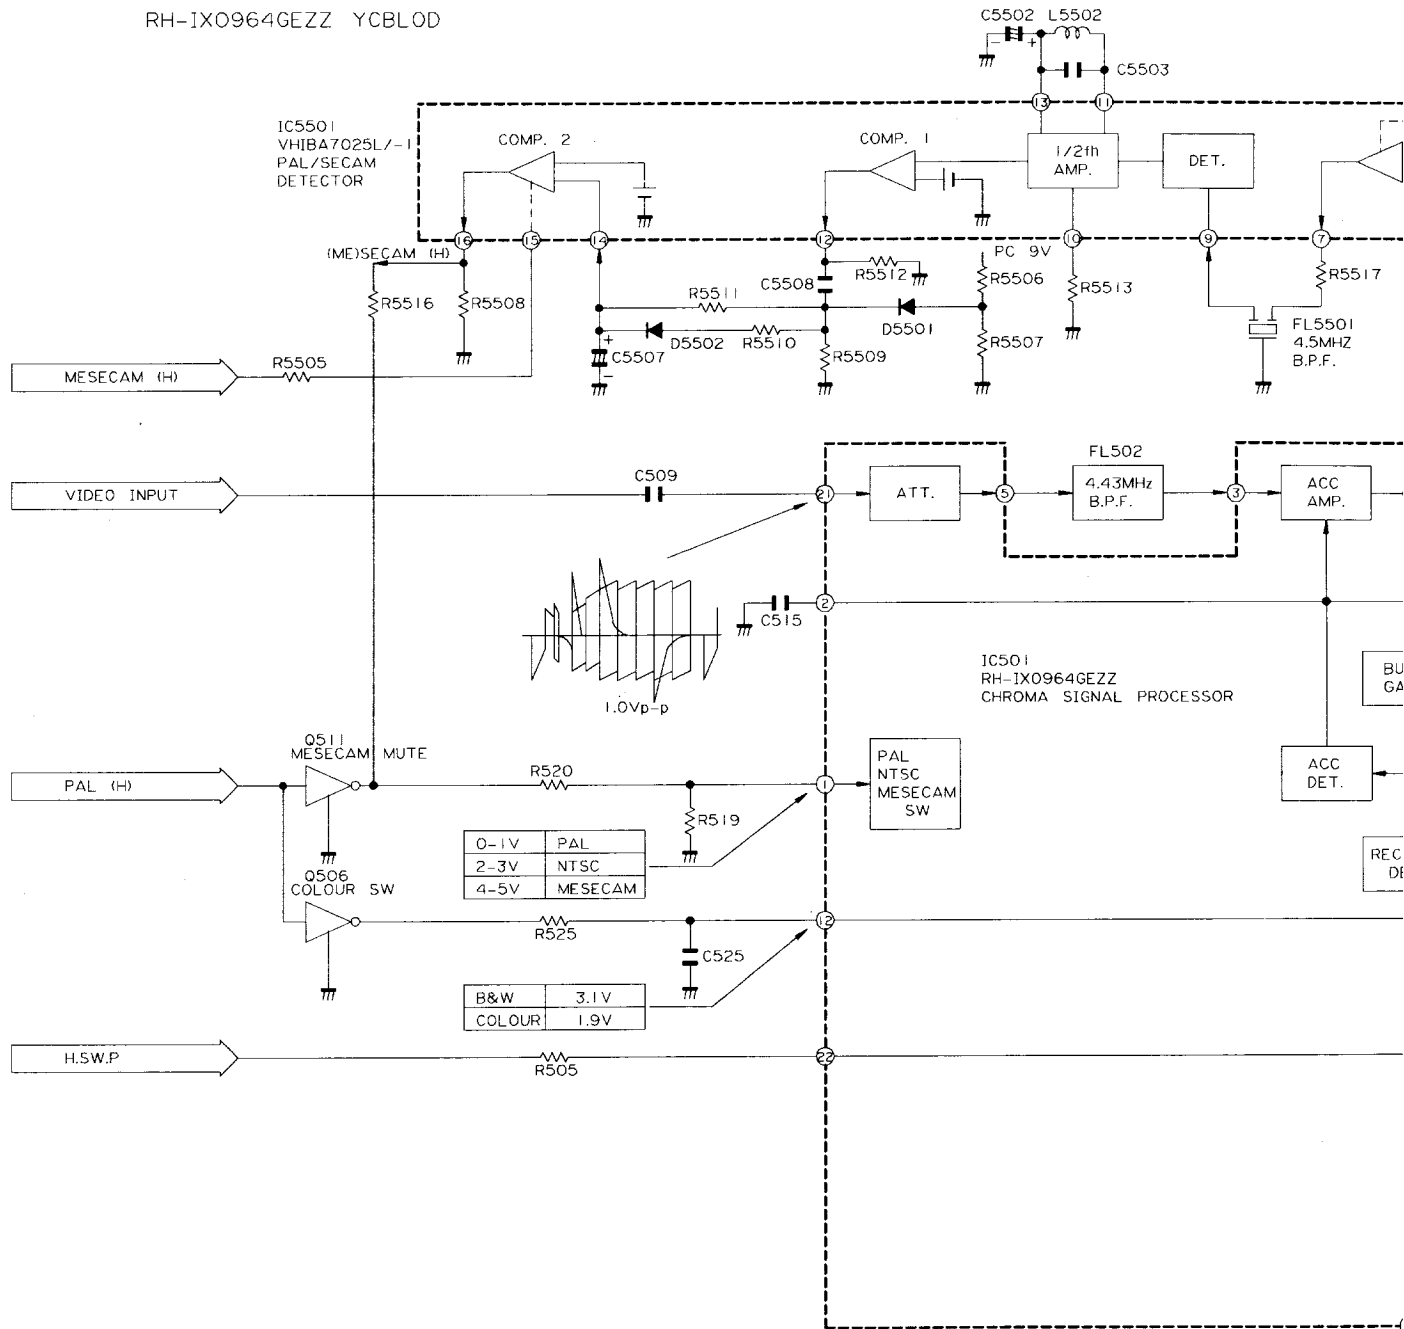 RH-IX0964GEZZ YCBLOD
C5502 L5502
- +
C5503
13
11
IC5501
VHIBA7025L/-1
PAL/SECAM
DETECTOR
COMP. 2
COMP. 1
1/2fh
AMP.
DET.
16
15
14
12
10
9
7
(ME)SECAM (H)
PC 9V
R5516
R5508
R5511
C5508
R5512
R5506
R5513
R5517
D5501
+
D5502
R5510
C5507
-
R5509
R5507
FL5501
4.5MHZ
B.P.F.
MESECAM (H)
R5505
VIDEO INPUT
C509
21
ATT.
5
FL502
4.43MHz
B.P.F.
3
ACC
AMP.
C515
2
1.0Vp-p
IC501
RH-IX0964GEZZ
CHROMA SIGNAL PROCESSOR
BU
GA
Q511
MESECAM MUTE
PAL (H)
R520
R519
1
PAL
NTSC
MESECAM
SW
ACC
DET.
0-1V PAL
2-3V NTSC
4-5V MESECAM
REC
DE
Q506
COLOUR SW
R525
12
C525
B&W 3.1V
COLOUR 1.9V
H.SW.P
R505
22